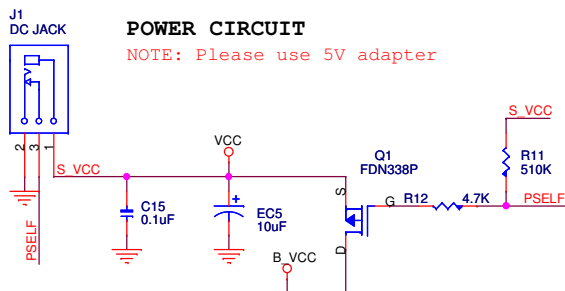 J1
DC JACK
POWER CIRCUIT
NOTE: Please use 5V adapter
2
3
1
S_VCC
VCC
S_VCC
Q1
FDN338P
R11
510K
C15
0.1uF
EC5
10uF
S
G
D
R12
4.7K
PSELF
PSELF
B_VCC